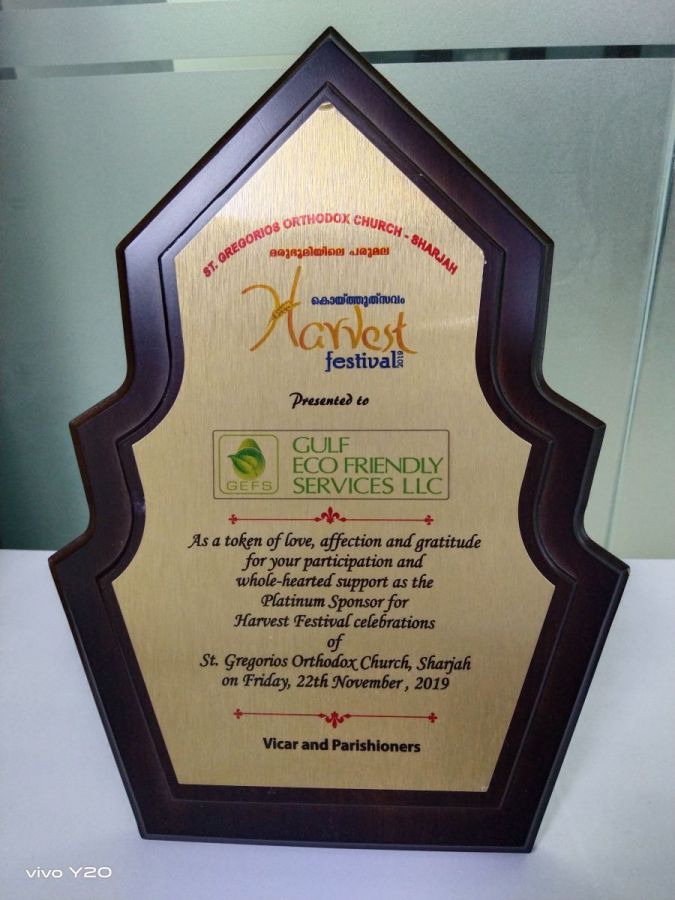 ST. GREGORIOS ORTHODOX CHURCH - SHARJAH
മരുഭൂമിയിലെ പരുമല
കൊയ്ത്തുത്സവം
Harvest
festival 2019
Presented to
GULF
ECO FRIENDLY
SERVICES LLC
GEFS
As a token of love, affection and gratitude
for your participation and
whole-hearted support as the
Platinum Sponsor for
Harvest Festival celebrations
of
St. Gregorios Orthodox Church, Sharjah
on Friday, 22th November , 2019
Vicar and Parishioners
vivo Y20